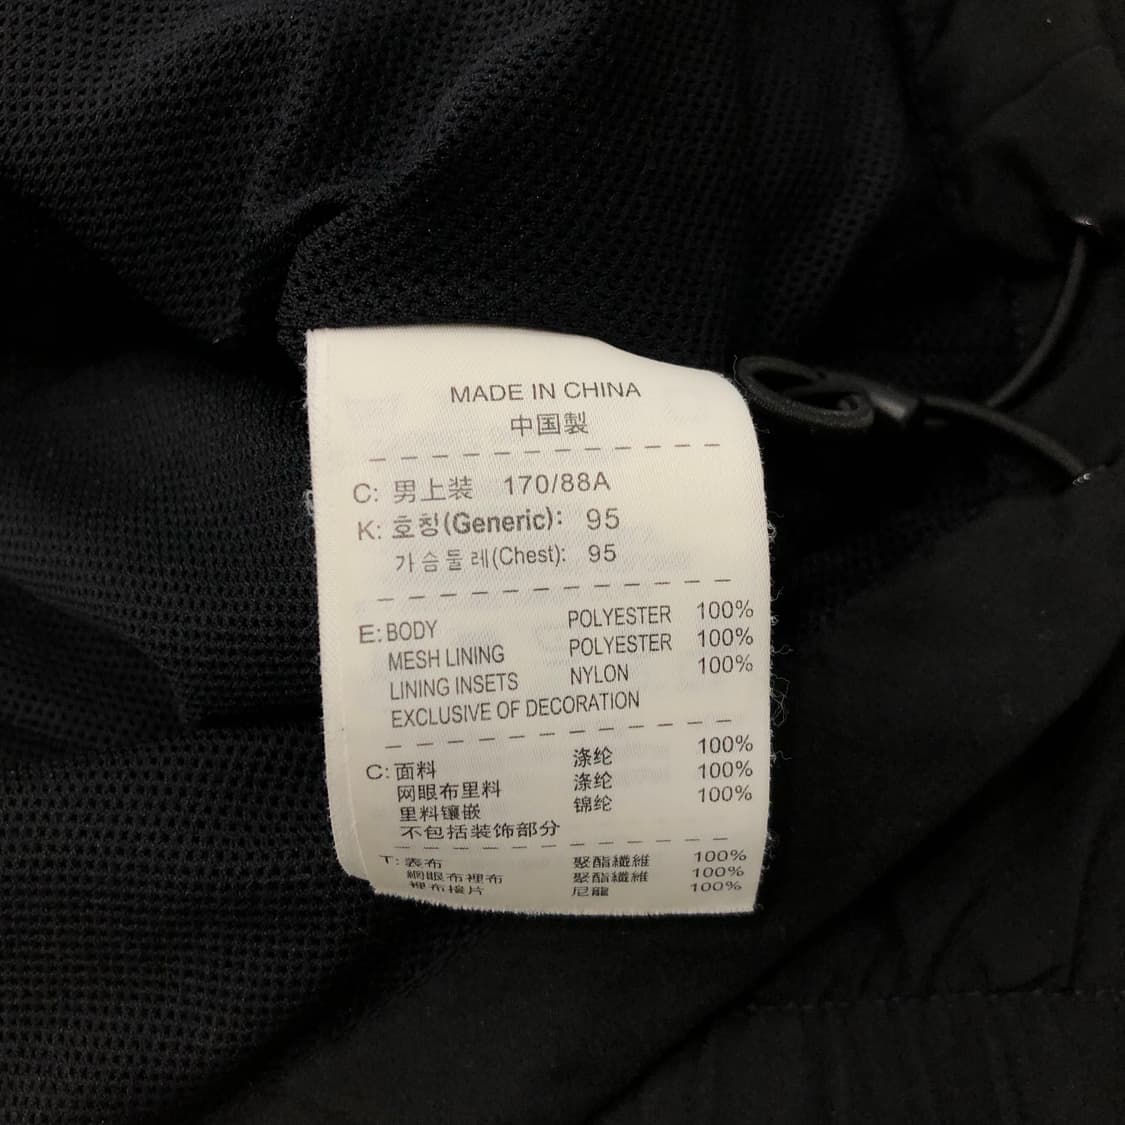 MADE IN CHINA
中国製
C: 男上装 170/88A
K: 호칭(Generic): 95
가슴둘레(Chest): 95
E: BODY POLYESTER 100%
MESH LINING POLYESTER 100%
LINING INSETS NYLON 100%
EXCLUSIVE OF DECORATION
C: 面料 涤纶 100%
网眼布里料 涤纶 100%
里料镶嵌 锦纶 100%
不包括装饰部分
T: 表布 聚酯纖維 100%
網眼布裡布 聚酯纖維 100%
裡布接片 尼龍 100%